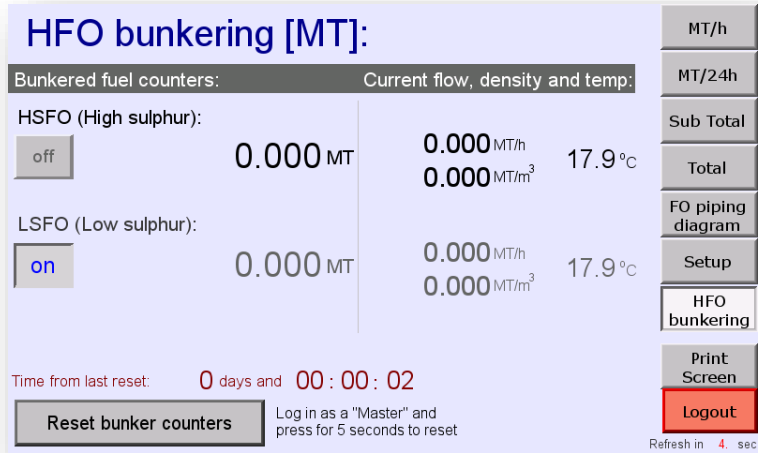 HFO bunkering [MT]:
Bunkered fuel counters: Current flow, density and temp:
HSFO (High sulphur):
off 0.000 MT 0.000 MT/h 17.9 °C
0.000 MT/m³
LSFO (Low sulphur):
on 0.000 MT 0.000 MT/h 17.9 °C
0.000 MT/m³
Time from last reset: 0 days and 00 : 00 : 02
Reset bunker counters
Log in as a "Master" and
press for 5 seconds to reset
MT/h
MT/24h
Sub Total
Total
FO piping
diagram
Setup
HFO
bunkering
Print
Screen
Logout
Refresh in 4. sec